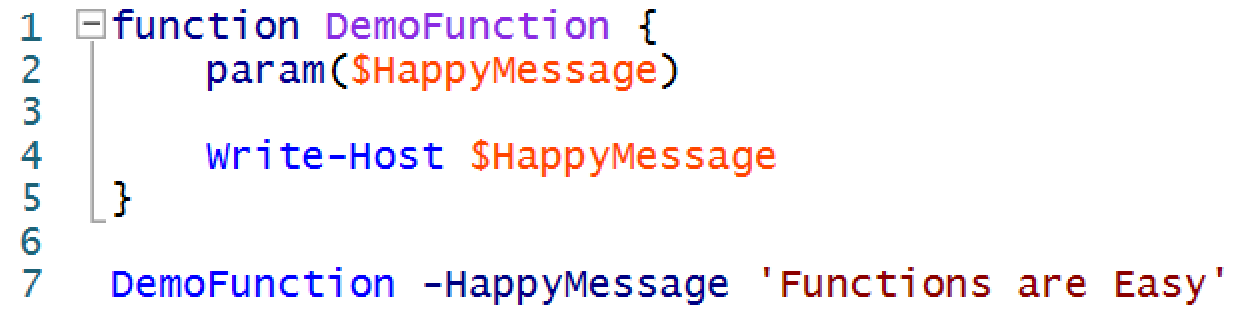 1 function DemoFunction {
2     param($HappyMessage)
3
4     Write-Host $HappyMessage
5 }
6
7 DemoFunction -HappyMessage 'Functions are Easy'